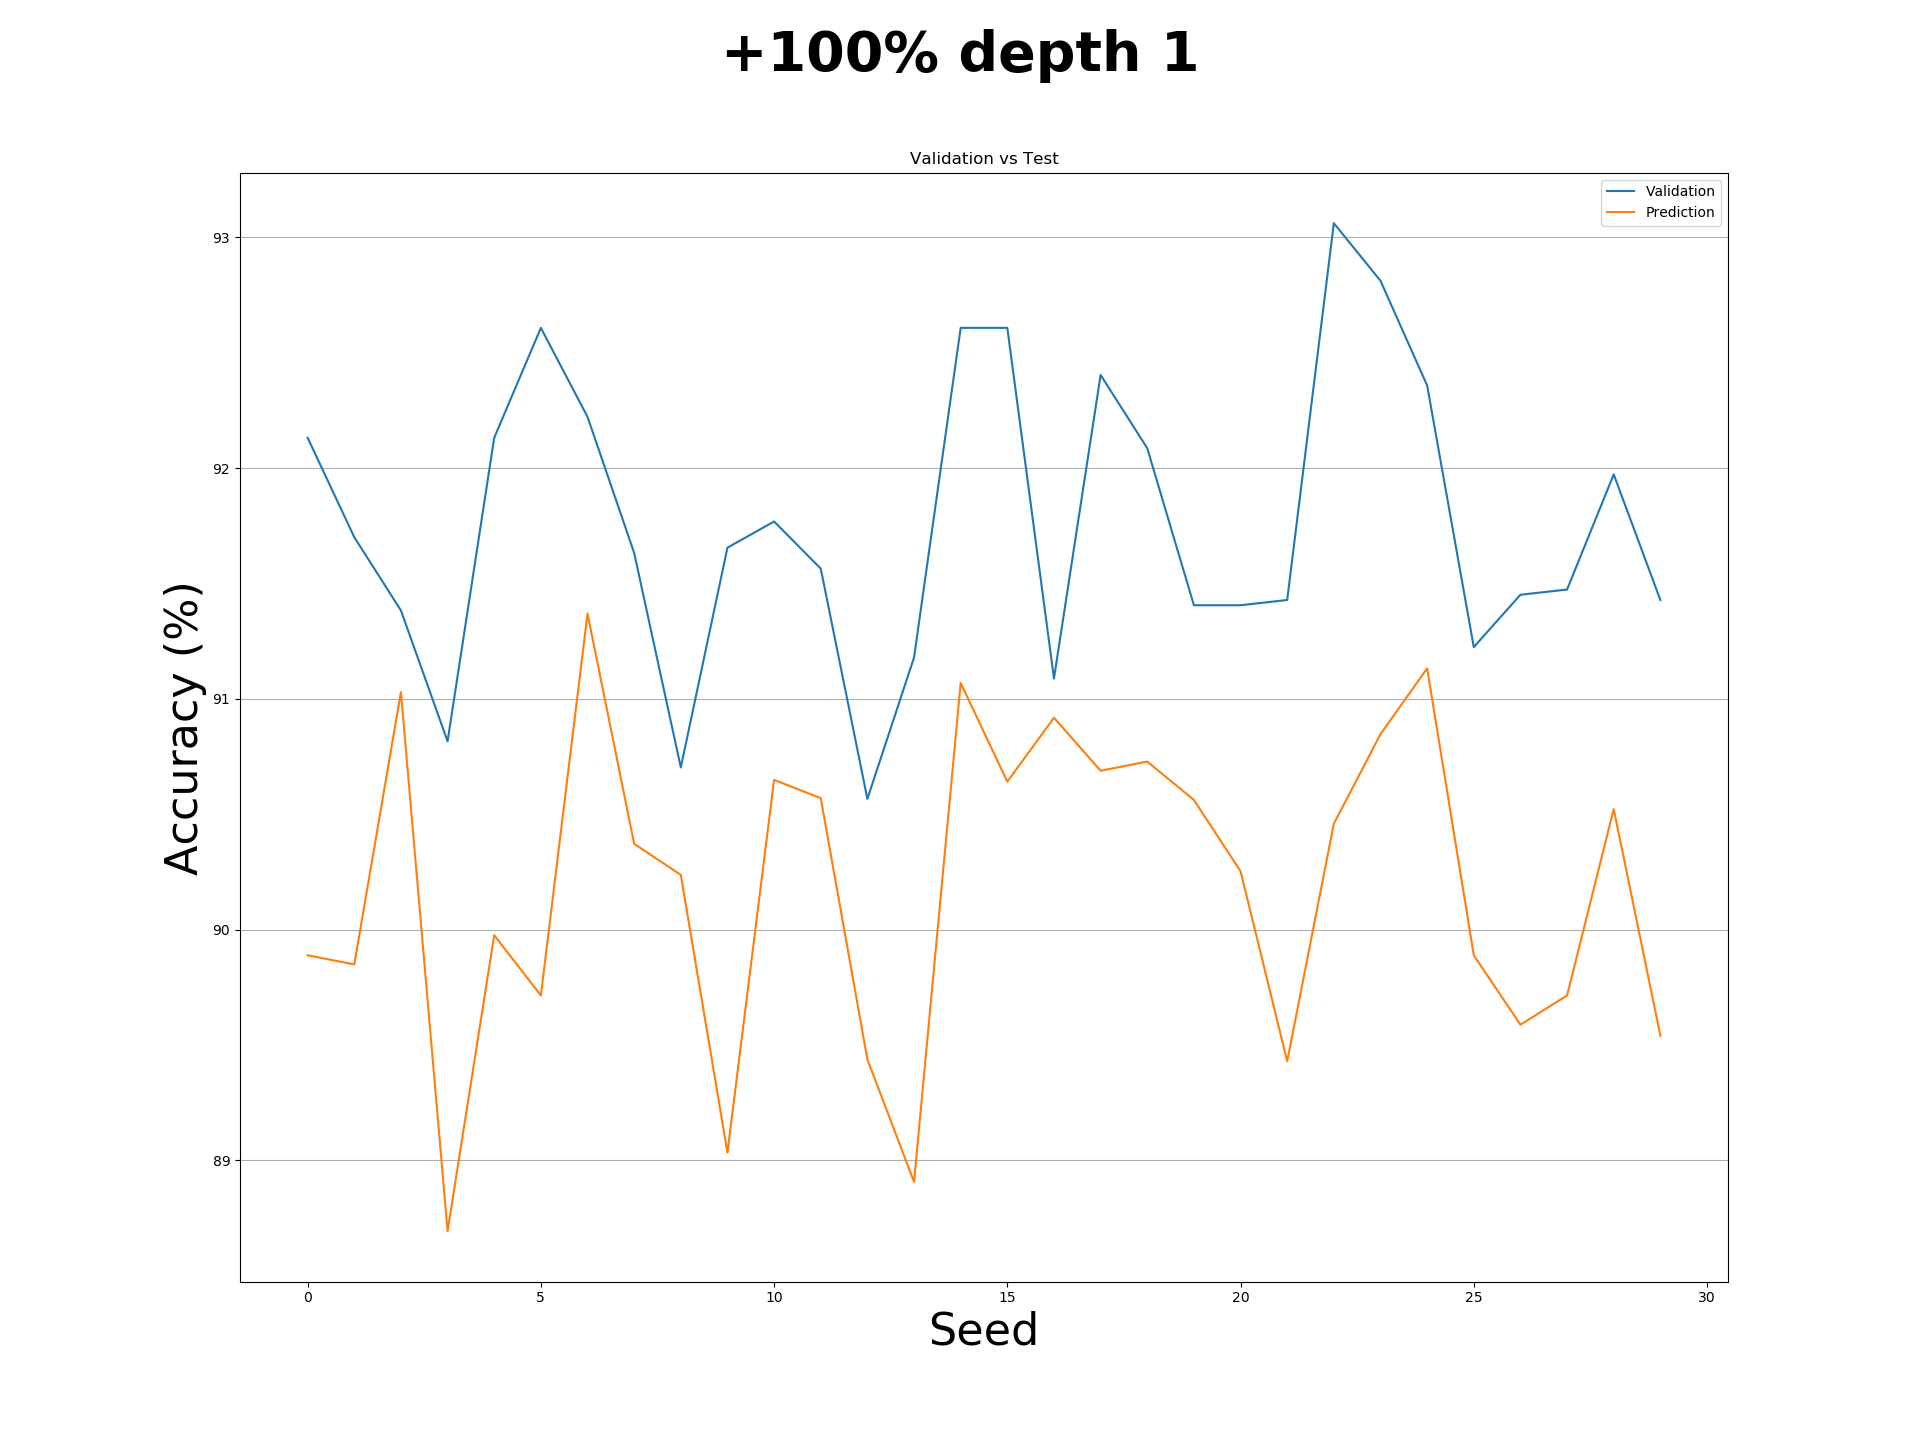 +100% depth 1
Validation vs Test
Validation
Prediction
93
92
91
90
89
Accuracy (%)
0 5 10 15 20 25 30
Seed